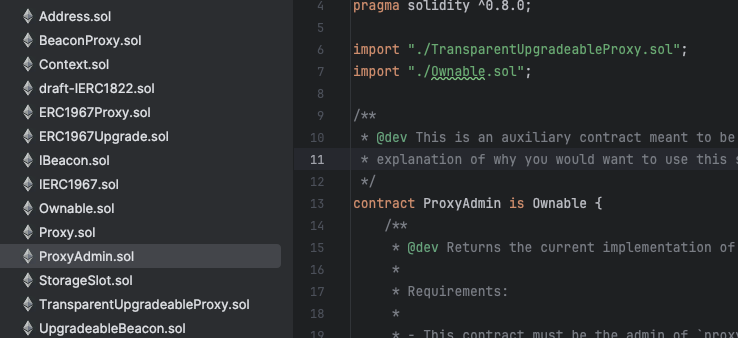 Address.sol
BeaconProxy.sol
Context.sol
draft-IERC1822.sol
ERC1967Proxy.sol
ERC1967Upgrade.sol
IBeacon.sol
IERC1967.sol
Ownable.sol
Proxy.sol
ProxyAdmin.sol
StorageSlot.sol
TransparentUpgradeableProxy.sol
UpgradeableBeacon.sol
4 pragma solidity ^0.8.0;
5
6 import "./TransparentUpgradeableProxy.sol";
7 import "./Ownable.sol";
8
9 /**
10 * @dev This is an auxiliary contract meant to be
11 * explanation of why you would want to use this s
12 */
13 contract ProxyAdmin is Ownable {
14 /**
15 * @dev Returns the current implementation of
16 *
17 * Requirements:
18 *
19 * - This contract must be the admin of `proxy